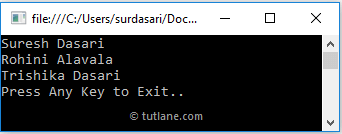 file:///C:/Users/surdasari/Doc...
Suresh Dasari
Rohini Alavala
Trishika Dasari
Press Any Key to Exit..
© tutlane.com